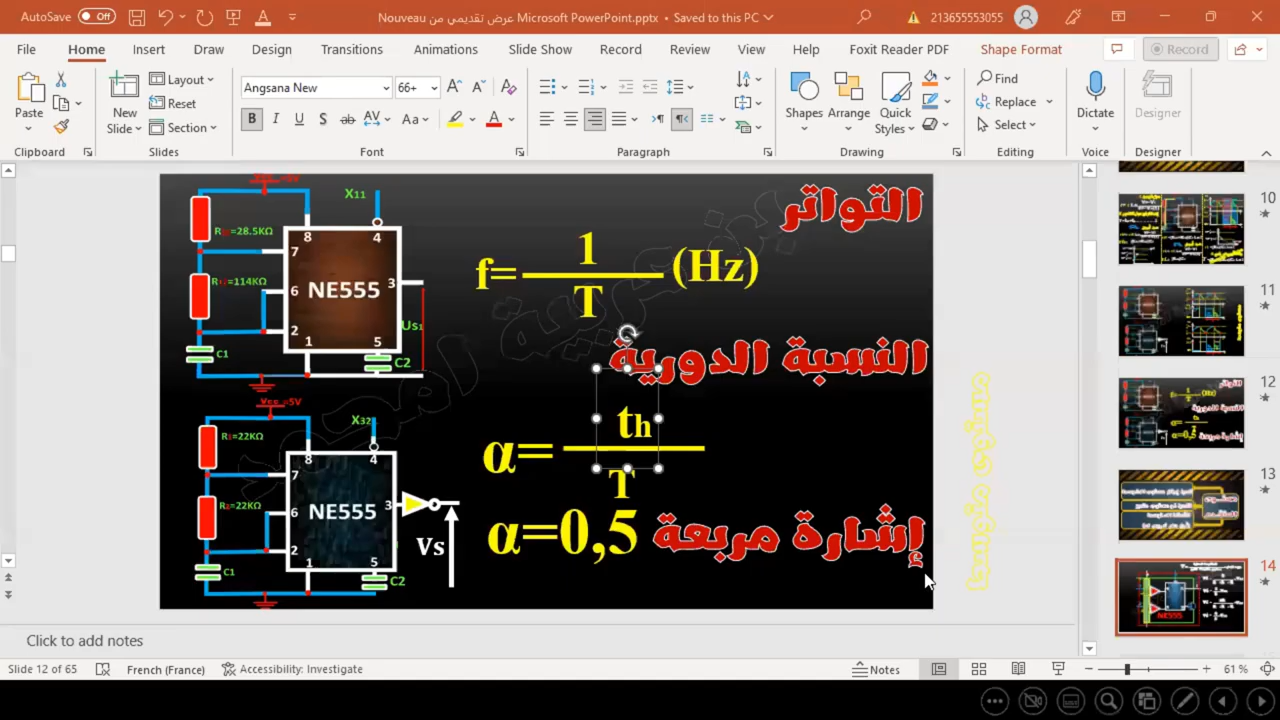 AutoSave Off
Nouveau عرض تقديمي من Microsoft PowerPoint.pptx - Saved to this PC
213655553055
File Home Insert Draw Design Transitions Animations Slide Show Record Review View Help Foxit Reader PDF Shape Format
Record
Paste
New
Slide
Layout
Reset
Section
Angsana New 66+
Shapes
Arrange
Quick
Styles
Find
Replace
Select
Dictate
Designer
Clipboard Slides Font Paragraph Drawing Editing Voice Designer
X11
R11=28.5KΩ
R12=114KΩ
8 4
7
6 3
2
1 5
NE555
Us1
C1
C2
التواتر
f= 1
T
(Hz)
النسبة الدورية
α= th
T
α=0,5 إشارة مربعة
=5V
X32
R1=22KΩ
R2=22KΩ
8 4
7
6 3
2
1 5
NE555
Vs
C1
C2
10
11
12
13
14
Click to add notes
Slide 12 of 65
French (France)
Accessibility: Investigate
Notes
61 %